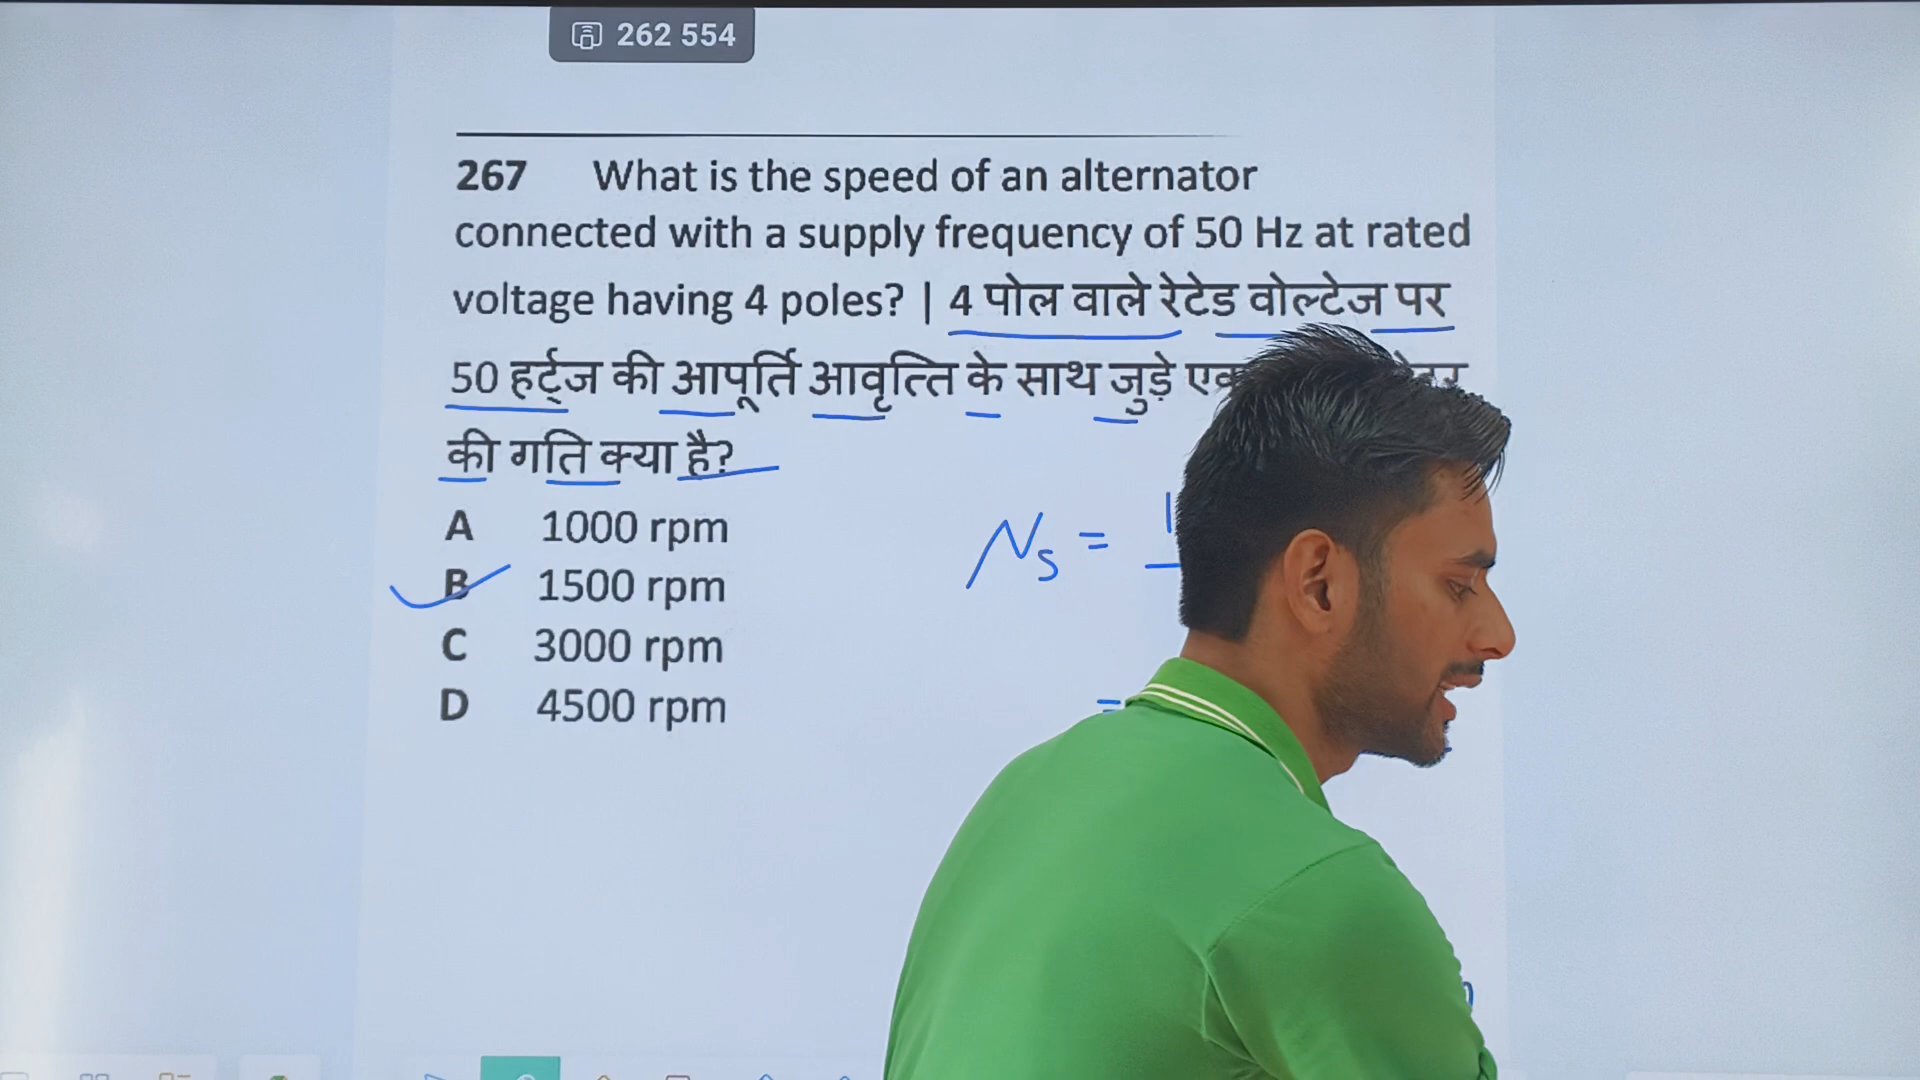 262 554
267 What is the speed of an alternator
connected with a supply frequency of 50 Hz at rated
voltage having 4 poles? | 4 पोल वाले रेटेड वोल्टेज पर
50 हर्ट्ज की आपूर्ति आवृत्ति के साथ जुड़े
की गति क्या है?
A 1000 rpm
B 1500 rpm
C 3000 rpm
D 4500 rpm
Ns =
=